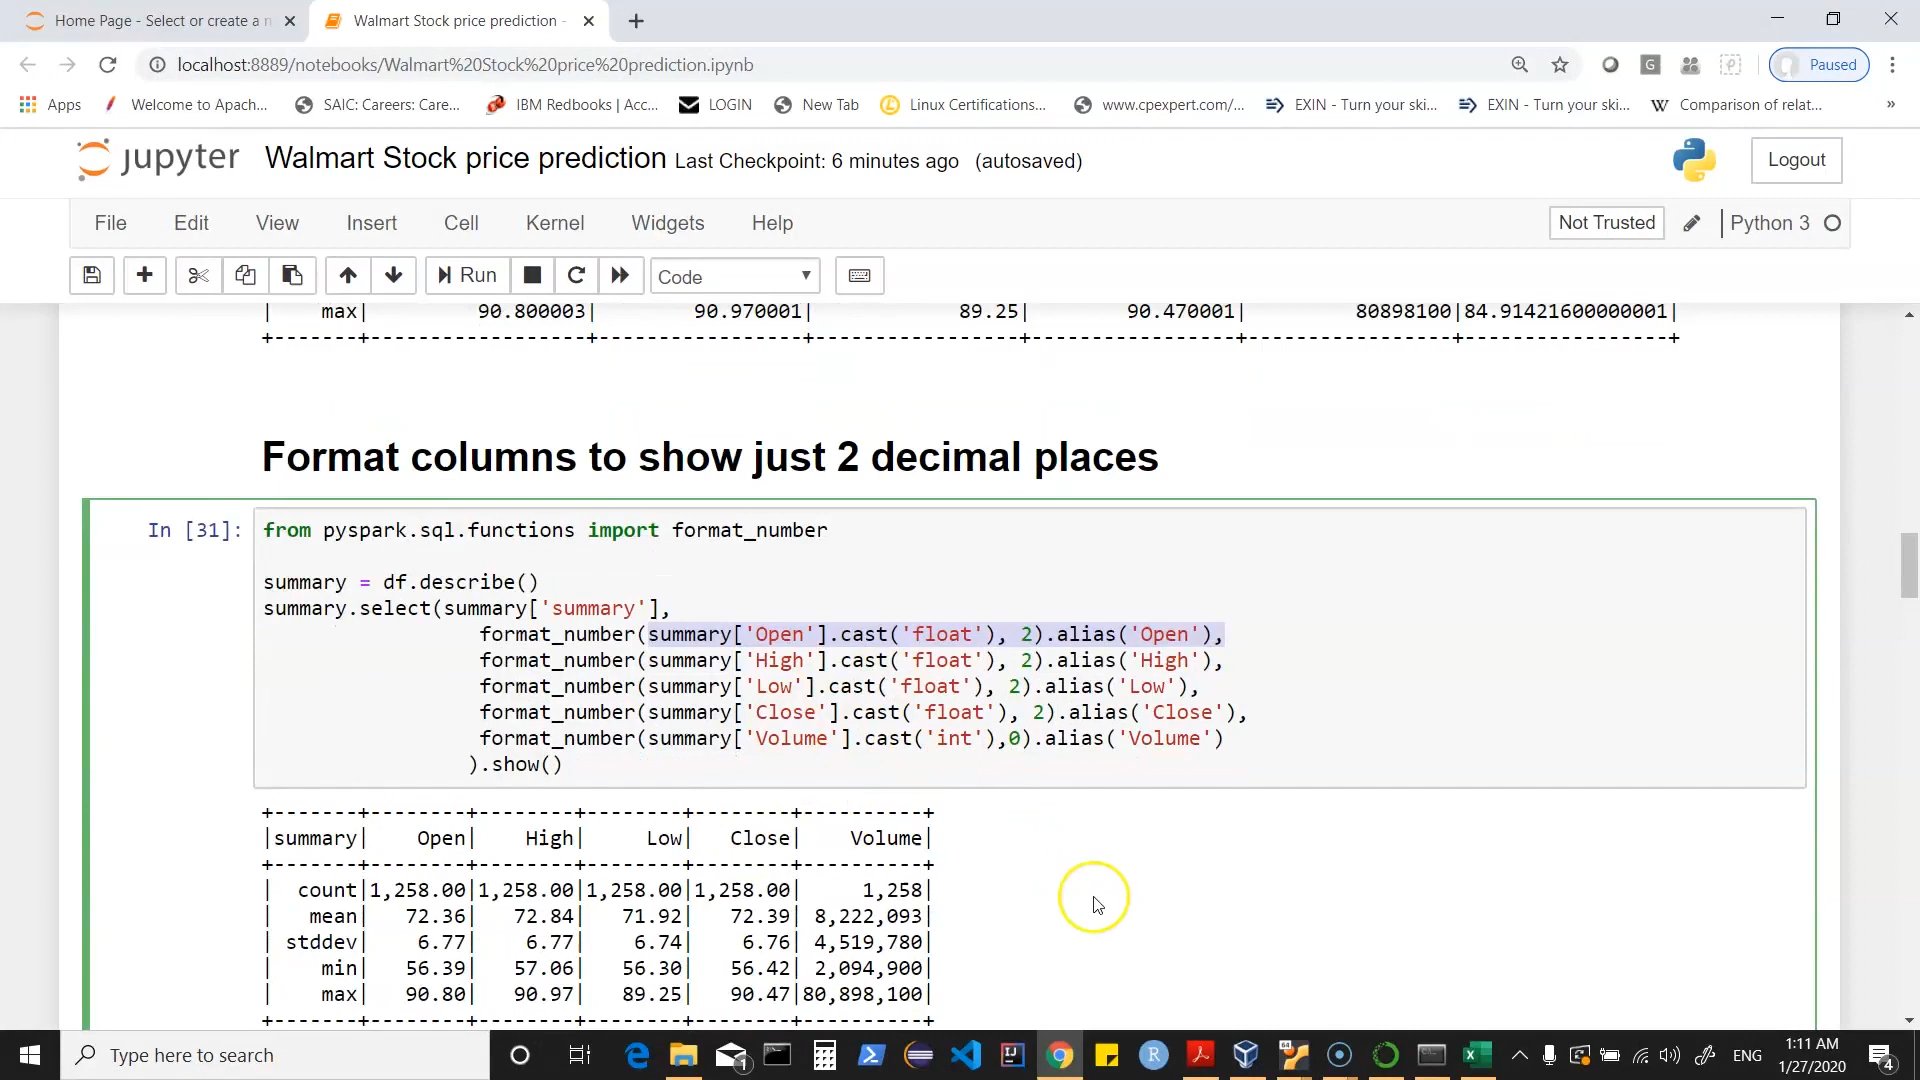 Home Page - Select or create a n
Walmart Stock price prediction -
localhost:8889/notebooks/Walmart%20Stock%20price%20prediction.ipynb
G
Paused
Apps
Welcome to Apach...
SAIC: Careers: Care...
IBM Redbooks | Acc...
LOGIN
New Tab
Linux Certifications...
www.cpexpert.com/...
EXIN - Turn your ski...
EXIN - Turn your ski...
W Comparison of relat...
»
jupyter Walmart Stock price prediction Last Checkpoint: 6 minutes ago (autosaved)
Logout
File Edit View Insert Cell Kernel Widgets Help
Not Trusted
Python 3
Run
Code
| max| 90.800003| 90.970001| 89.25| 90.470001| 80898100|84.91421600000001|
+-------+------------------+-----------------+-----------------+-----------------+-----------------+-----------------+
Format columns to show just 2 decimal places
In [31]: from pyspark.sql.functions import format_number
summary = df.describe()
summary.select(summary['summary'],
format_number(summary['Open'].cast('float'), 2).alias('Open'),
format_number(summary['High'].cast('float'), 2).alias('High'),
format_number(summary['Low'].cast('float'), 2).alias('Low'),
format_number(summary['Close'].cast('float'), 2).alias('Close'),
format_number(summary['Volume'].cast('int'),0).alias('Volume')
).show()
+-------+--------+--------+--------+--------+----------+
|summary| Open| High| Low| Close| Volume|
+-------+--------+--------+--------+--------+----------+
| count|1,258.00|1,258.00|1,258.00|1,258.00| 1,258|
| mean| 72.36| 72.84| 71.92| 72.39| 8,222,093|
| stddev| 6.77| 6.77| 6.74| 6.76| 4,519,780|
| min| 56.39| 57.06| 56.30| 56.42| 2,094,900|
| max| 90.80| 90.97| 89.25| 90.47|80,898,100|
+-------+--------+--------+--------+--------+----------+
Type here to search
1
R
64
ENG
1:11 AM
1/27/2020
4